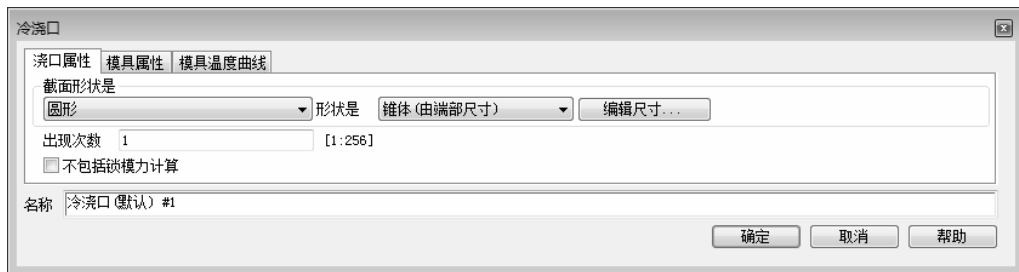 冷浇口
浇口属性 模具属性 模具温度曲线
截面形状是
圆形 形状是 锥体(由端部尺寸) 编辑尺寸...
出现次数 1 [1:256]
不包括锁模力计算
名称 冷浇口(默认) #1
确定 取消 帮助